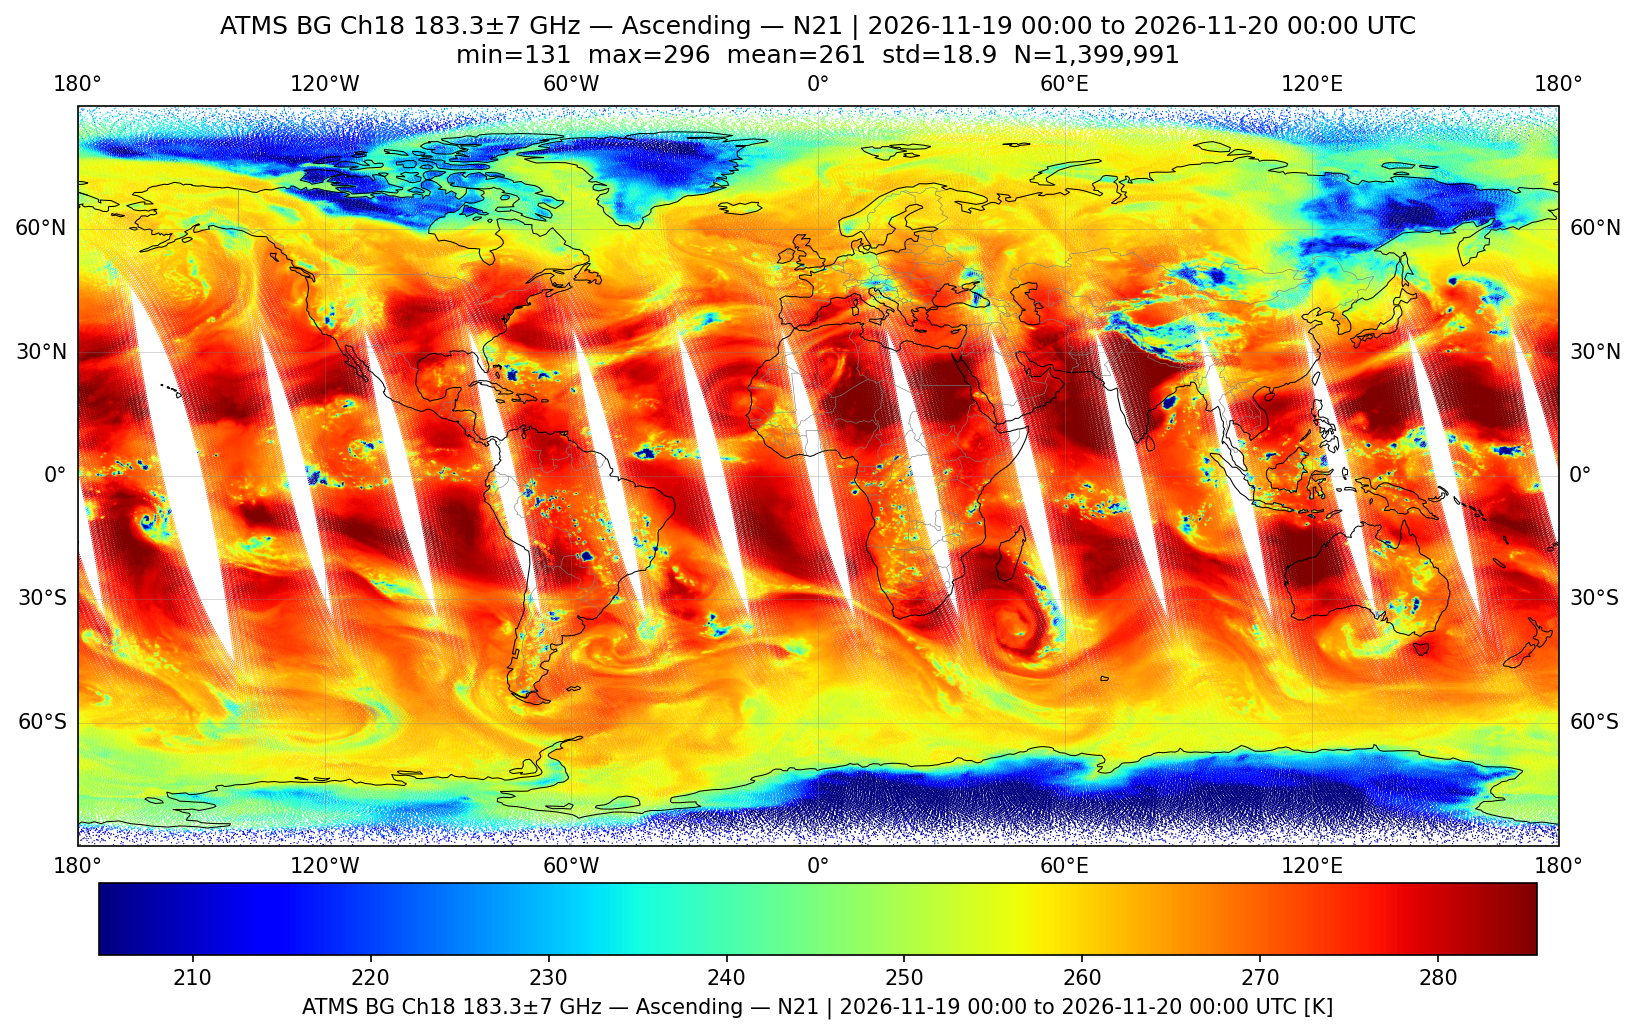 ATMS BG Ch18 183.3±7 GHz — Ascending — N21 | 2026-11-19 00:00 to 2026-11-20 00:00 UTC
min=131 max=296 mean=261 std=18.9 N=1,399,991
180° 120°W 60°W 0° 60°E 120°E 180°
60°N 60°N
30°N 30°N
0° 0°
30°S 30°S
60°S 60°S
180° 120°W 60°W 0° 60°E 120°E 180°
210 220 230 240 250 260 270 280
ATMS BG Ch18 183.3±7 GHz — Ascending — N21 | 2026-11-19 00:00 to 2026-11-20 00:00 UTC [K]